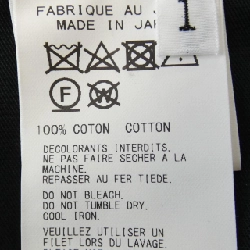 FABRIQUE AU
MADE IN JA
1
F
W
100% COTON COTTON
DECOLORANTS INTERDITS.
NE PAS FAIRE SECHER A LA
MACHINE.
REPASSER AU FER TIEDE.
DO NOT BLEACH.
DO NOT TUMBLE DRY.
COOL IRON.
VEUILLEZ UTILISER UN
FILET LORS DU LAVAGE